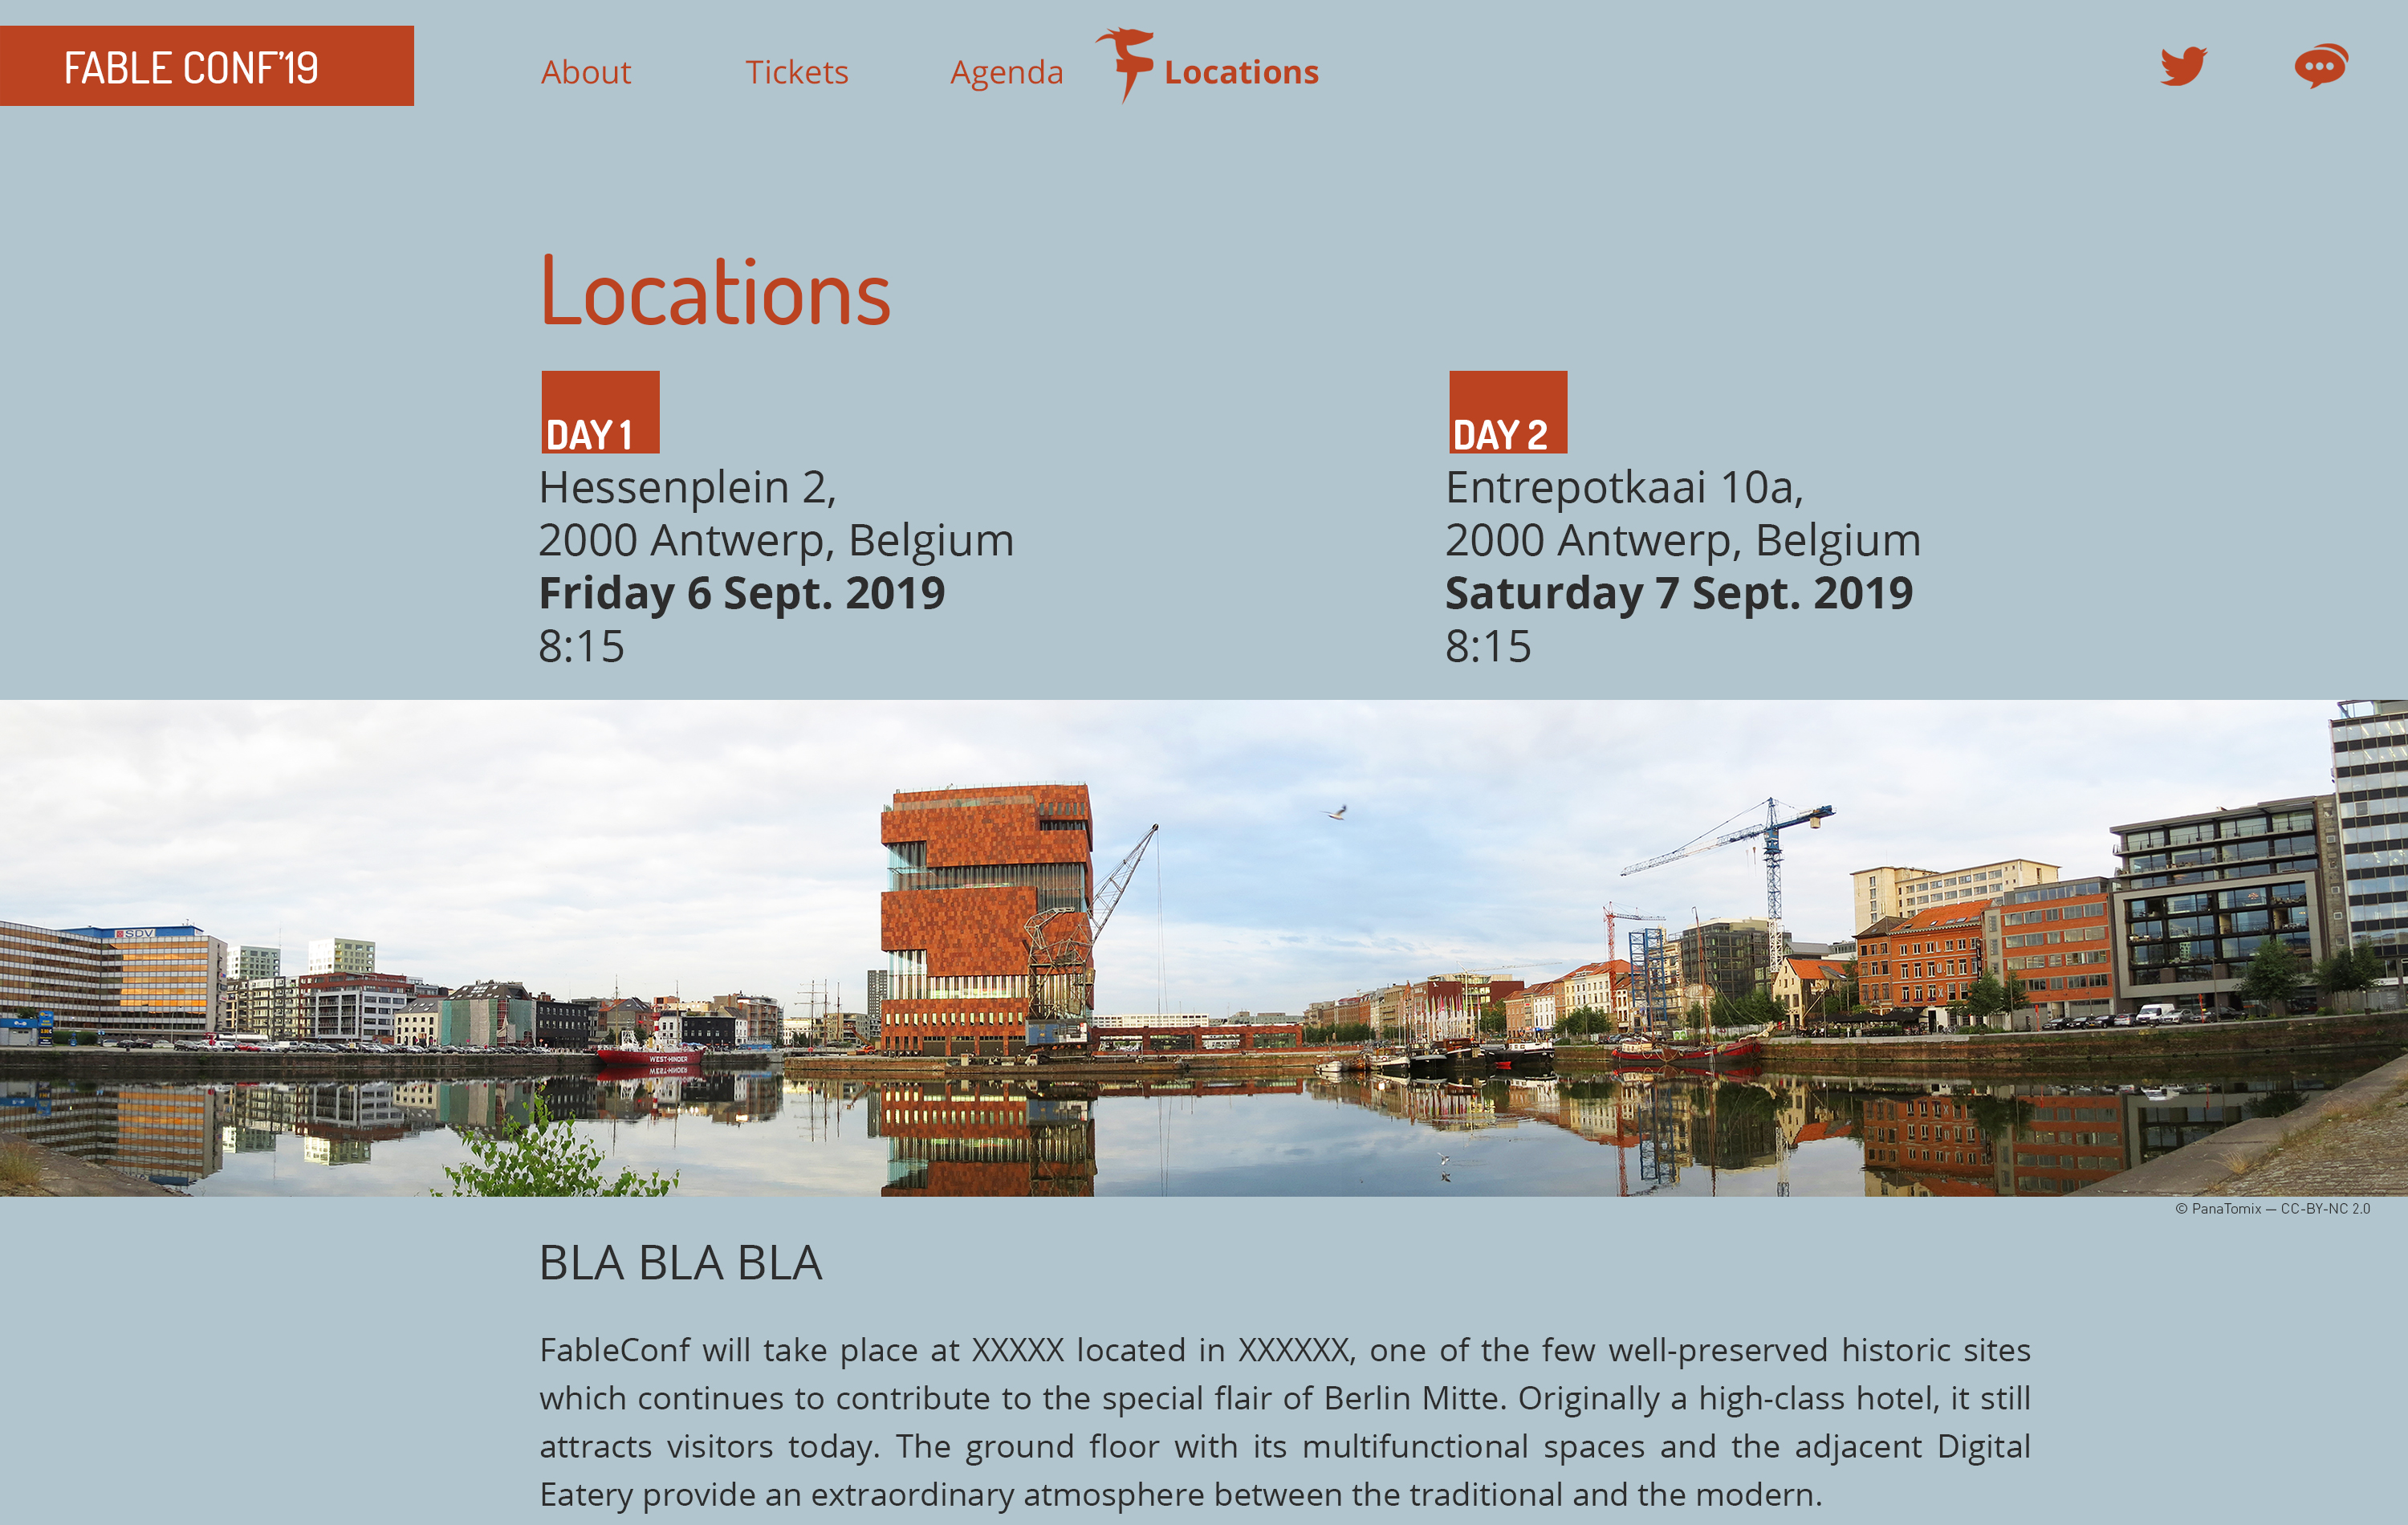 FABLE CONF'19
About
Tickets
Agenda
Locations
Locations
DAY 1
Hessenplein 2,
2000 Antwerp, Belgium
Friday 6 Sept. 2019
8:15
DAY 2
Entrepotkaai 10a,
2000 Antwerp, Belgium
Saturday 7 Sept. 2019
8:15
SDV
WEST-HINDER
© PanaTomix — CC-BY-NC 2.0
BLA BLA BLA
FableConf will take place at XXXXX located in XXXXXX, one of the few well-preserved historic sites
which continues to contribute to the special flair of Berlin Mitte. Originally a high-class hotel, it still
attracts visitors today. The ground floor with its multifunctional spaces and the adjacent Digital
Eatery provide an extraordinary atmosphere between the traditional and the modern.